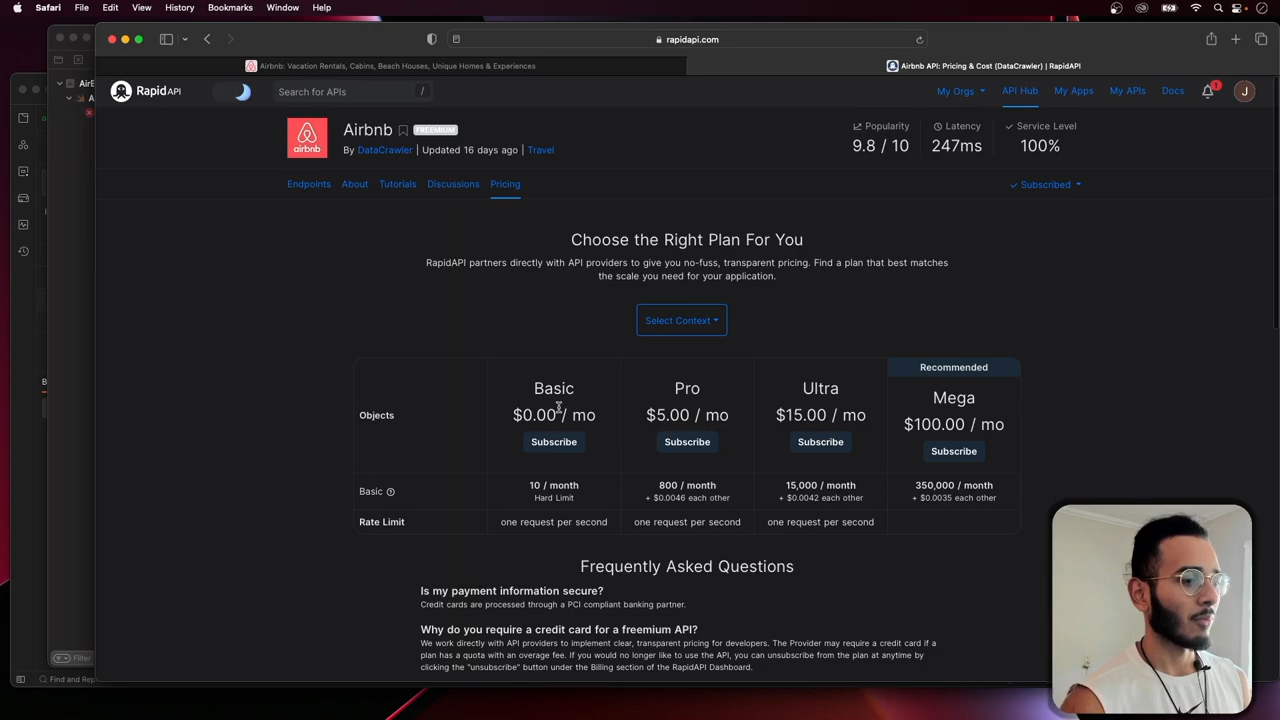 Safari File Edit View History Bookmarks Window Help
rapidapi.com
Airbnb: Vacation Rentals, Cabins, Beach Houses, Unique Homes & Experiences
Airbnb API: Pricing & Cost (DataCrawler) | RapidAPI
Rapid API
Search for APIs /
My Orgs API Hub My Apps My APIs Docs 1 J
Airbnb FREEMIUM
By DataCrawler | Updated 16 days ago | Travel
airbnb
Popularity Latency Service Level
9.8 / 10 247ms 100%
Endpoints About Tutorials Discussions Pricing
Subscribed
Choose the Right Plan For You
RapidAPI partners directly with API providers to give you no-fuss, transparent pricing. Find a plan that best matches
the scale you need for your application.
Select Context
Recommended
Objects
Basic
$0.00 / mo
Subscribe
Pro
$5.00 / mo
Subscribe
Ultra
$15.00 / mo
Subscribe
Mega
$100.00 / mo
Subscribe
Basic
10 / month
Hard Limit
800 / month
+ $0.0046 each other
15,000 / month
+ $0.0042 each other
350,000 / month
+ $0.0035 each other
Rate Limit one request per second one request per second one request per second
Frequently Asked Questions
Is my payment information secure?
Credit cards are processed through a PCI compliant banking partner.
Why do you require a credit card for a freemium API?
We work directly with API providers to implement clear, transparent pricing for developers. The Provider may require a credit card if a
plan has a quota with an overage fee. If you would no longer like to use the API, you can unsubscribe from the plan at anytime by
clicking the "unsubscribe" button under the Billing section of the RapidAPI Dashboard.
Filter
Find and Rep